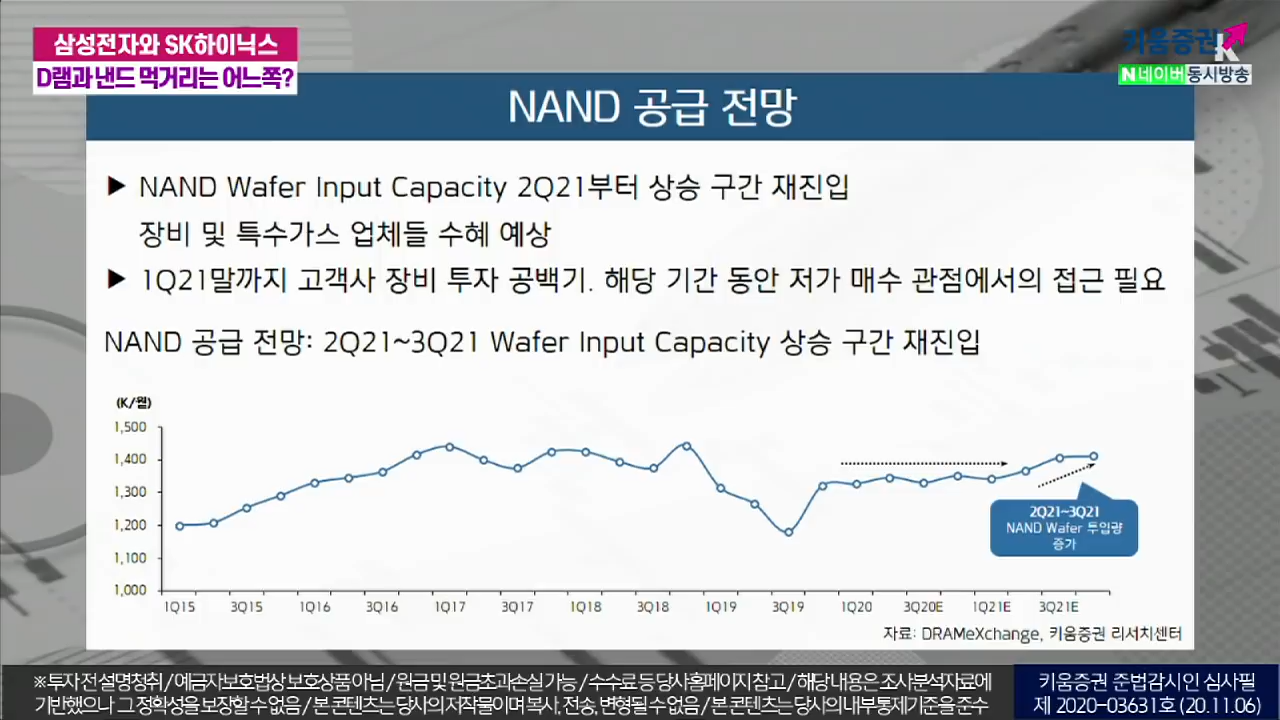 삼성전자와 SK하이닉스
D램과 낸드 먹거리는 어느쪽?
키움증권K
N 네이버 동시방송
NAND 공급 전망
▶ NAND Wafer Input Capacity 2Q21부터 상승 구간 재진입
장비 및 특수가스 업체들 수혜 예상
▶ 1Q21말까지 고객사 장비 투자 공백기. 해당 기간 동안 저가 매수 관점에서의 접근 필요
NAND 공급 전망: 2Q21~3Q21 Wafer Input Capacity 상승 구간 재진입
(K/월)
1,500
1,400
1,300
1,200
1,100
1,000
2Q21~3Q21
NAND Wafer 투입량
증가
1Q15 3Q15 1Q16 3Q16 1Q17 3Q17 1Q18 3Q18 1Q19 3Q19 1Q20 3Q20E 1Q21E 3Q21E
자료: DRAMeXchange, 키움증권 리서치센터
※투자 전 설명청취 / 예금자보호법상 보호상품 아님 / 원금 및 원금초과손실 가능 / 수수료 등 당사홈페이지 참고 / 해당 내용은 조사분석자료에
기반했으나 그 정확성을 보장할 수 없음 / 본 콘텐츠는 당사의 저작물이며 복사, 전송, 변형될 수 없음 / 본 콘텐츠는 당사의 내부통제기준을 준수
키움증권 준법감시인 심사필
제 2020-03631호 (20.11.06)